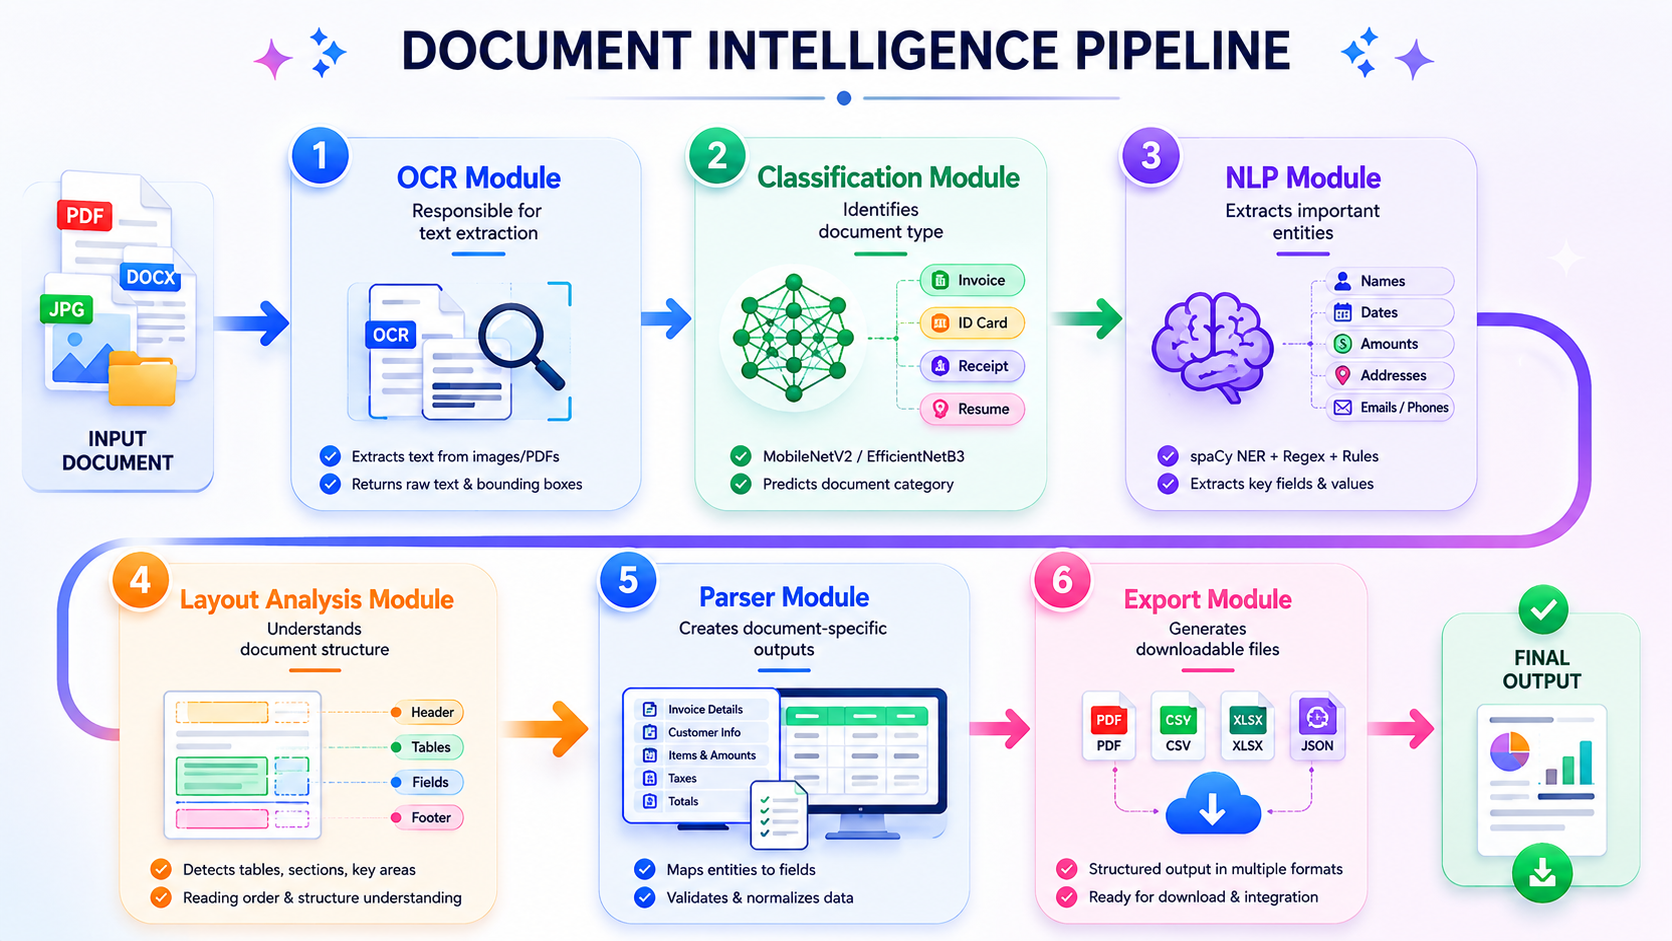 DOCUMENT INTELLIGENCE PIPELINE
PDF
DOCX
JPG
INPUT
DOCUMENT
1
OCR Module
Responsible for
text extraction
OCR
Extracts text from images/PDFs
Returns raw text & bounding boxes
2
Classification Module
Identifies
document type
Invoice
ID Card
Receipt
Resume
MobileNetV2 / EfficientNetB3
Predicts document category
3
NLP Module
Extracts important
entities
Names
Dates
$
Amounts
Addresses
Emails / Phones
spaCy NER + Regex + Rules
Extracts key fields & values
4
Layout Analysis Module
Understands
document structure
Header
Tables
Fields
Footer
Detects tables, sections, key areas
Reading order & structure understanding
5
Parser Module
Creates document-specific
outputs
Invoice Details
Customer Info
Items & Amounts
Taxes
Totals
Maps entities to fields
Validates & normalizes data
6
Export Module
Generates
downloadable files
PDF
PDF
CSY
CSV
XLSX
XLSX
JSON
Structured output in multiple formats
Ready for download & integration
FINAL
OUTPUT